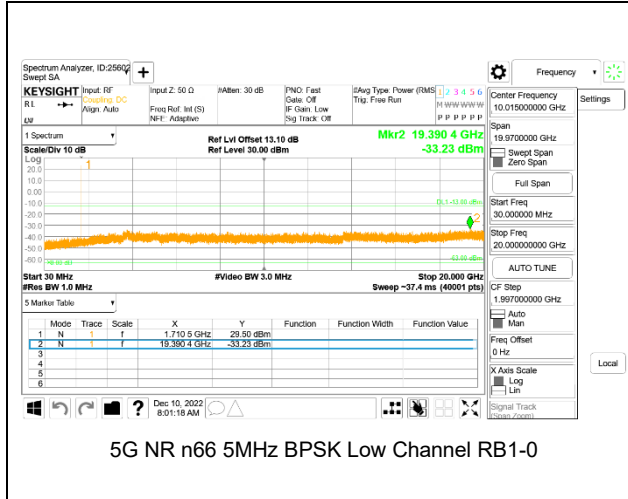 Spectrum Analyzer, ID:25602
Swept SA
+
Frequency
KEYSIGHT
RL
Input: RF
Coupling: DC
Align: Auto
Input Z: 50 Ω
Freq Ref: Int (S)
NFE: Adaptive
#Atten: 30 dB
PNO: Fast
Gate: Off
IF Gain: Low
Sig Track: Off
#Avg Type: Power (RMS
Trig: Free Run
1 2 3 4 5 6
M W W W W W
P P P P P P
Center Frequency
10.015000000 GHz
Settings
Span
19.9700000 GHz
Swept Span
Zero Span
Full Span
Start Freq
30.000000 MHz
Stop Freq
20.00000000 GHz
AUTO TUNE
CF Step
1.997000000 GHz
Auto
Man
Freq Offset
0 Hz
X Axis Scale
Log
Lin
Signal Track
(Span Zoom)
Local
1 Spectrum
Scale/Div 10 dB
Ref Lvl Offset 13.10 dB
Ref Level 30.00 dBm
Mkr2 19.390 4 GHz
-33.23 dBm
Log
20.0
10.0
0.00
-10.0
-20.0
-30.0
-40.0
-50.0
-60.0
1
DL1 -13.00 dBm
2
Start 30 MHz
#Res BW 1.0 MHz
#Video BW 3.0 MHz
Stop 20.000 GHz
Sweep ~37.4 ms (40001 pts)
5 Marker Table
Mode Trace Scale X Y Function Function Width Function Value
1 N 1 f 1.710 5 GHz 29.50 dBm
2 N 1 f 19.390 4 GHz -33.23 dBm
3
4
5
6
?
Dec 10, 2022
8:01:18 AM
5G NR n66 5MHz BPSK Low Channel RB1-0